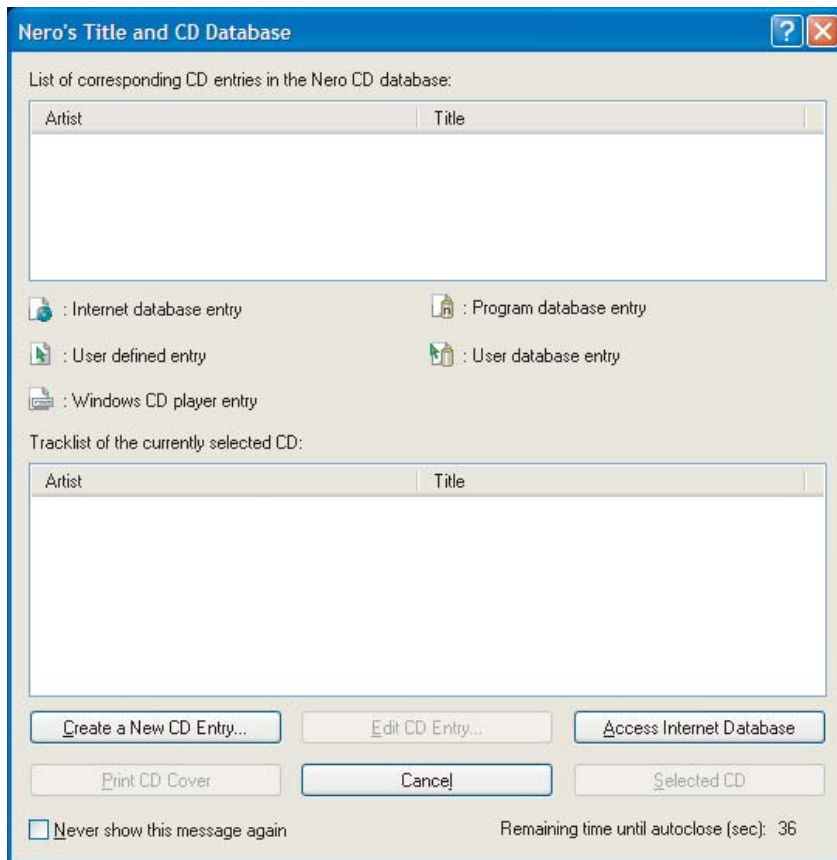 Nero's Title and CD Database
List of corresponding CD entries in the Nero CD database:
Artist Title
: Internet database entry : Program database entry
: User defined entry : User database entry
: Windows CD player entry
Tracklist of the currently selected CD:
Artist Title
Create a New CD Entry... Edit CD Entry... Access Internet Database
Print CD Cover Cancel Selected CD
Never show this message again Remaining time until autoclose (sec): 36